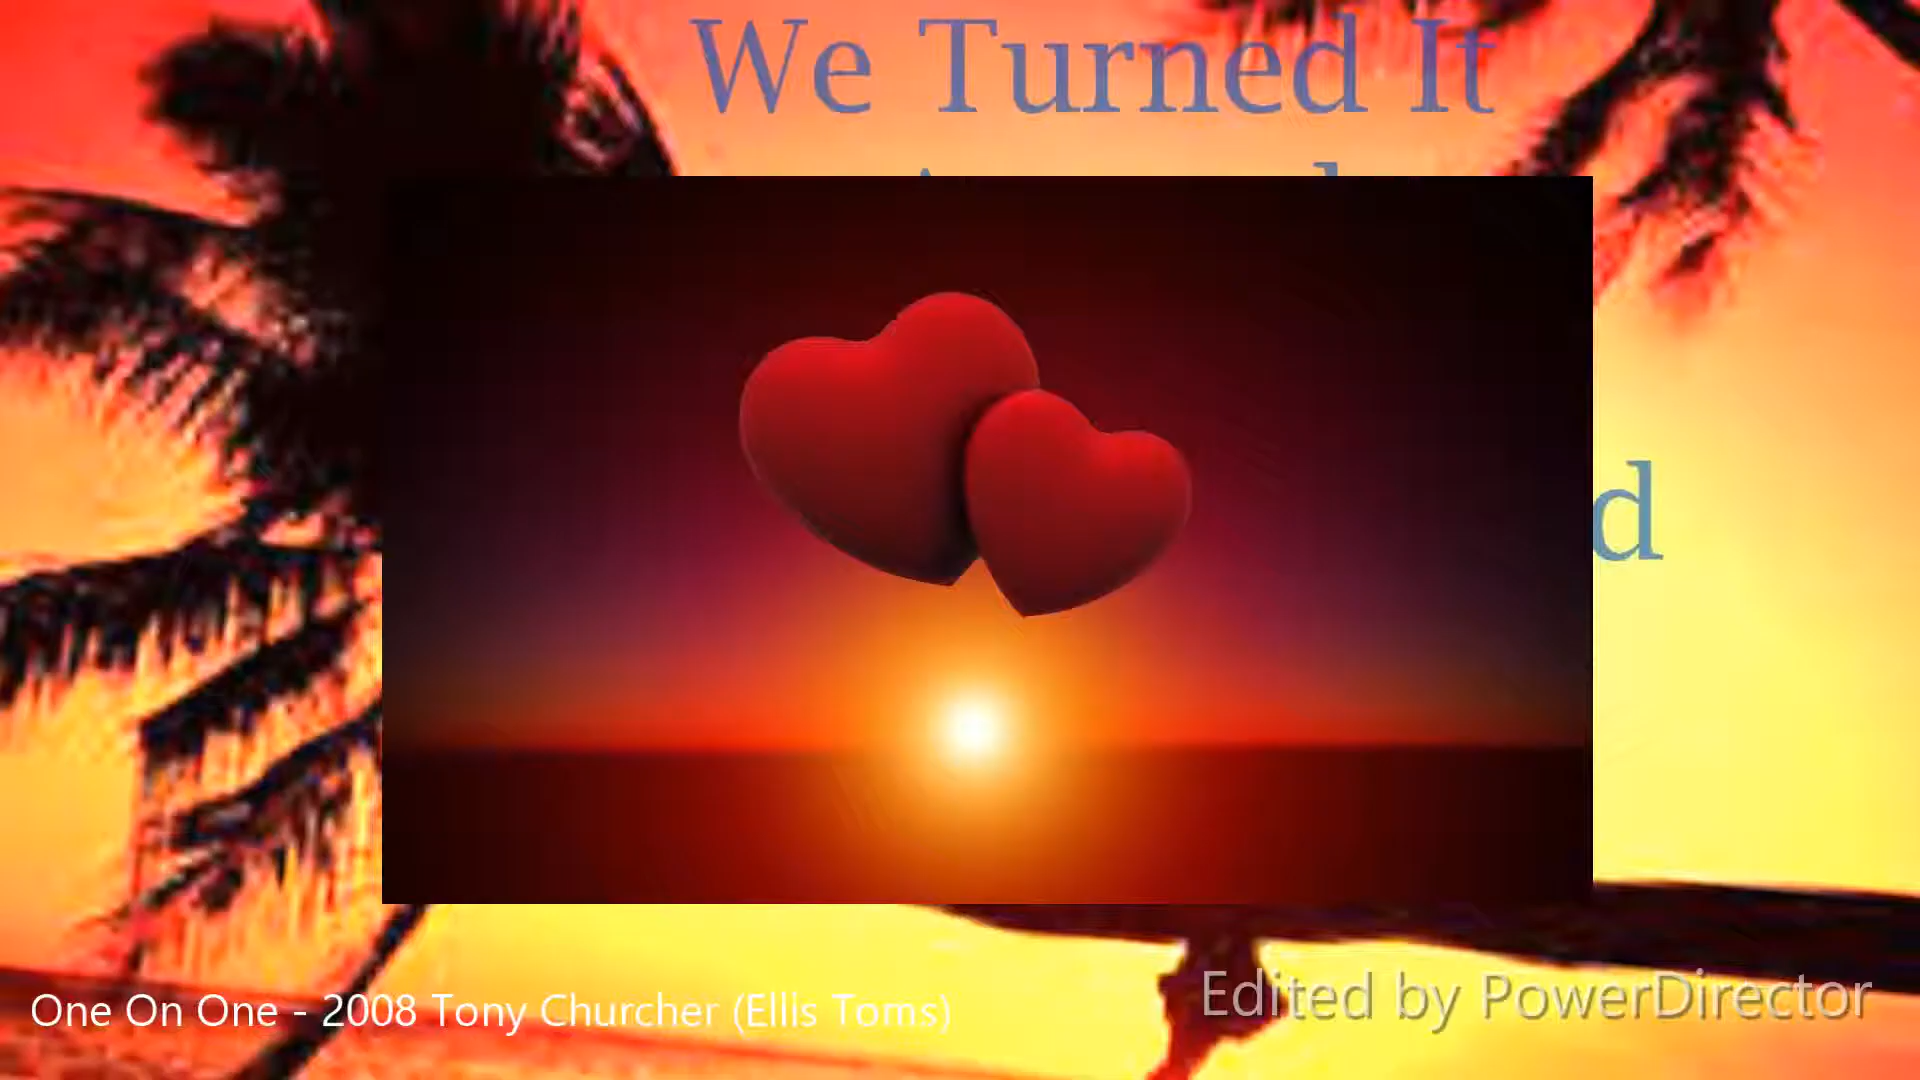 We Turned It
One On One - 2008 Tony Churcher (Ellis Toms)
Edited by PowerDirector